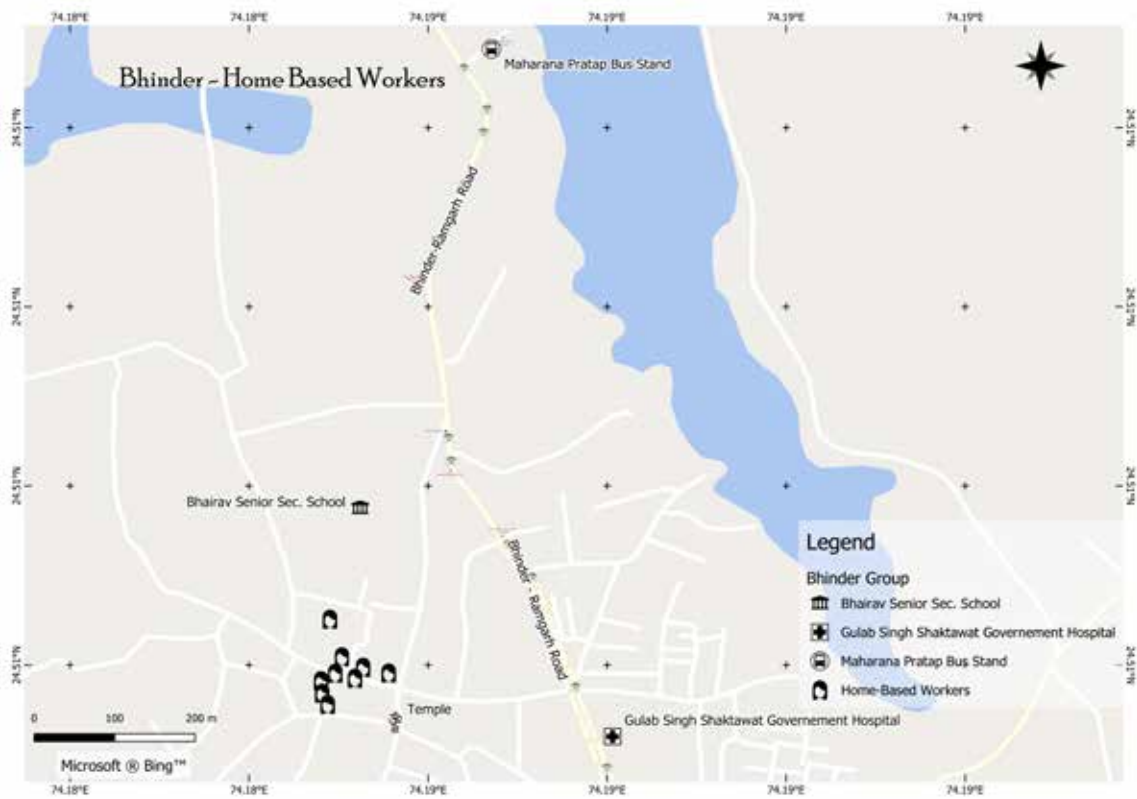 74.18°E 74.18°E 74.19°E 74.19°E 74.19°E 74.19°E
Maharana Pratap Bus Stand
Bhinder - Home Based Workers
24.51°N 24.51°N
Bhinder-Ramgarh Road
24.51°N 24.51°N
24.51°N 24.51°N
Bhairav Senior Sec. School
Bhinder - Ramgarh Road
Legend
Bhinder Group
Bhairav Senior Sec. School
Gulab Singh Shaktawat Governement Hospital
Maharana Pratap Bus Stand
Home-Based Workers
24.51°N 24.51°N
Temple
Gulab Singh Shaktawat Governement Hospital
0 100 200 m
Microsoft ® Bing™
74.18°E 74.18°E 74.19°E 74.19°E 74.19°E 74.19°E